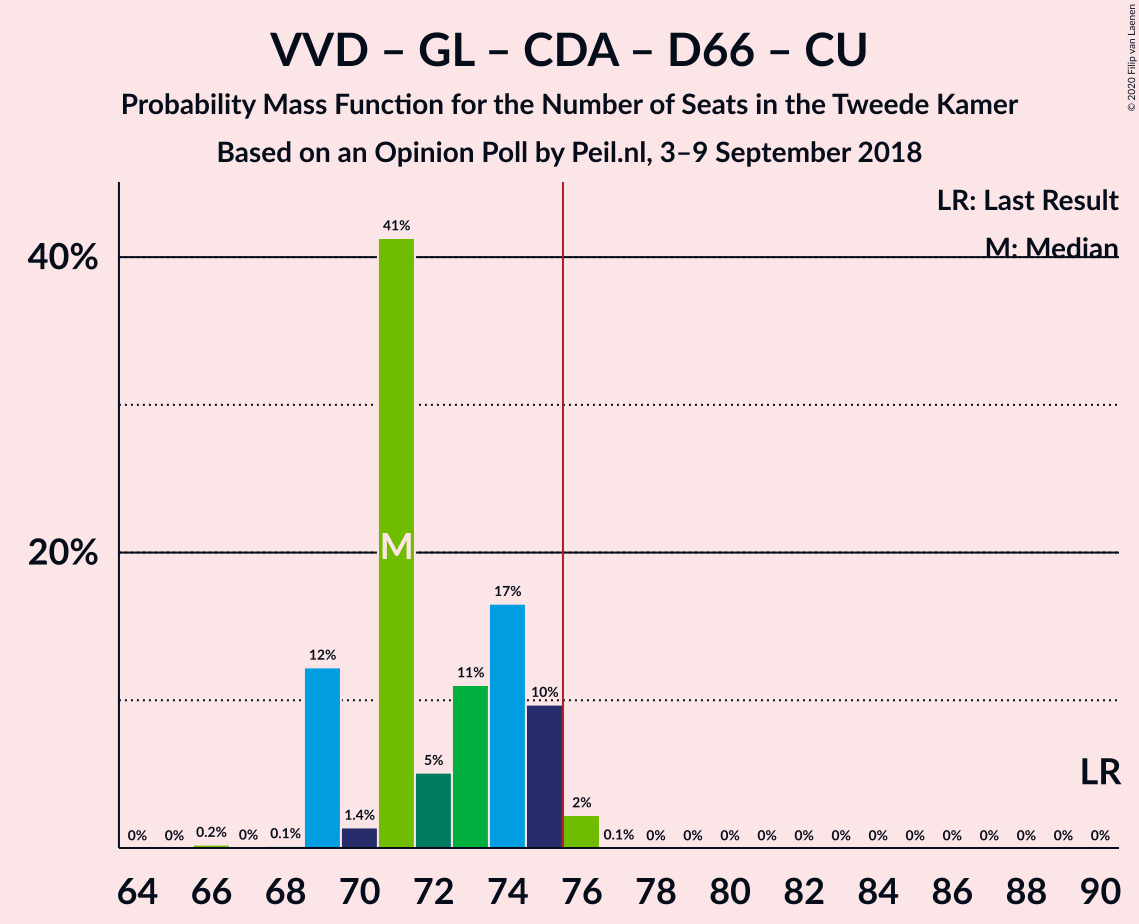 VVD – GL – CDA – D66 – CU
Probability Mass Function for the Number of Seats in the Tweede Kamer
Based on an Opinion Poll by Peil.nl, 3–9 September 2018
© 2020 Filip van Laenen
LR: Last Result
M: Median
40%
20%
0% 0% 0.2% 0% 0.1% 12% 1.4% 41% 5% 11% 17% 10% 2% 0.1% 0% 0% 0% 0% 0% 0% 0% 0% 0% 0% 0% 0% 0%
M
LR
64 66 68 70 72 74 76 78 80 82 84 86 88 90